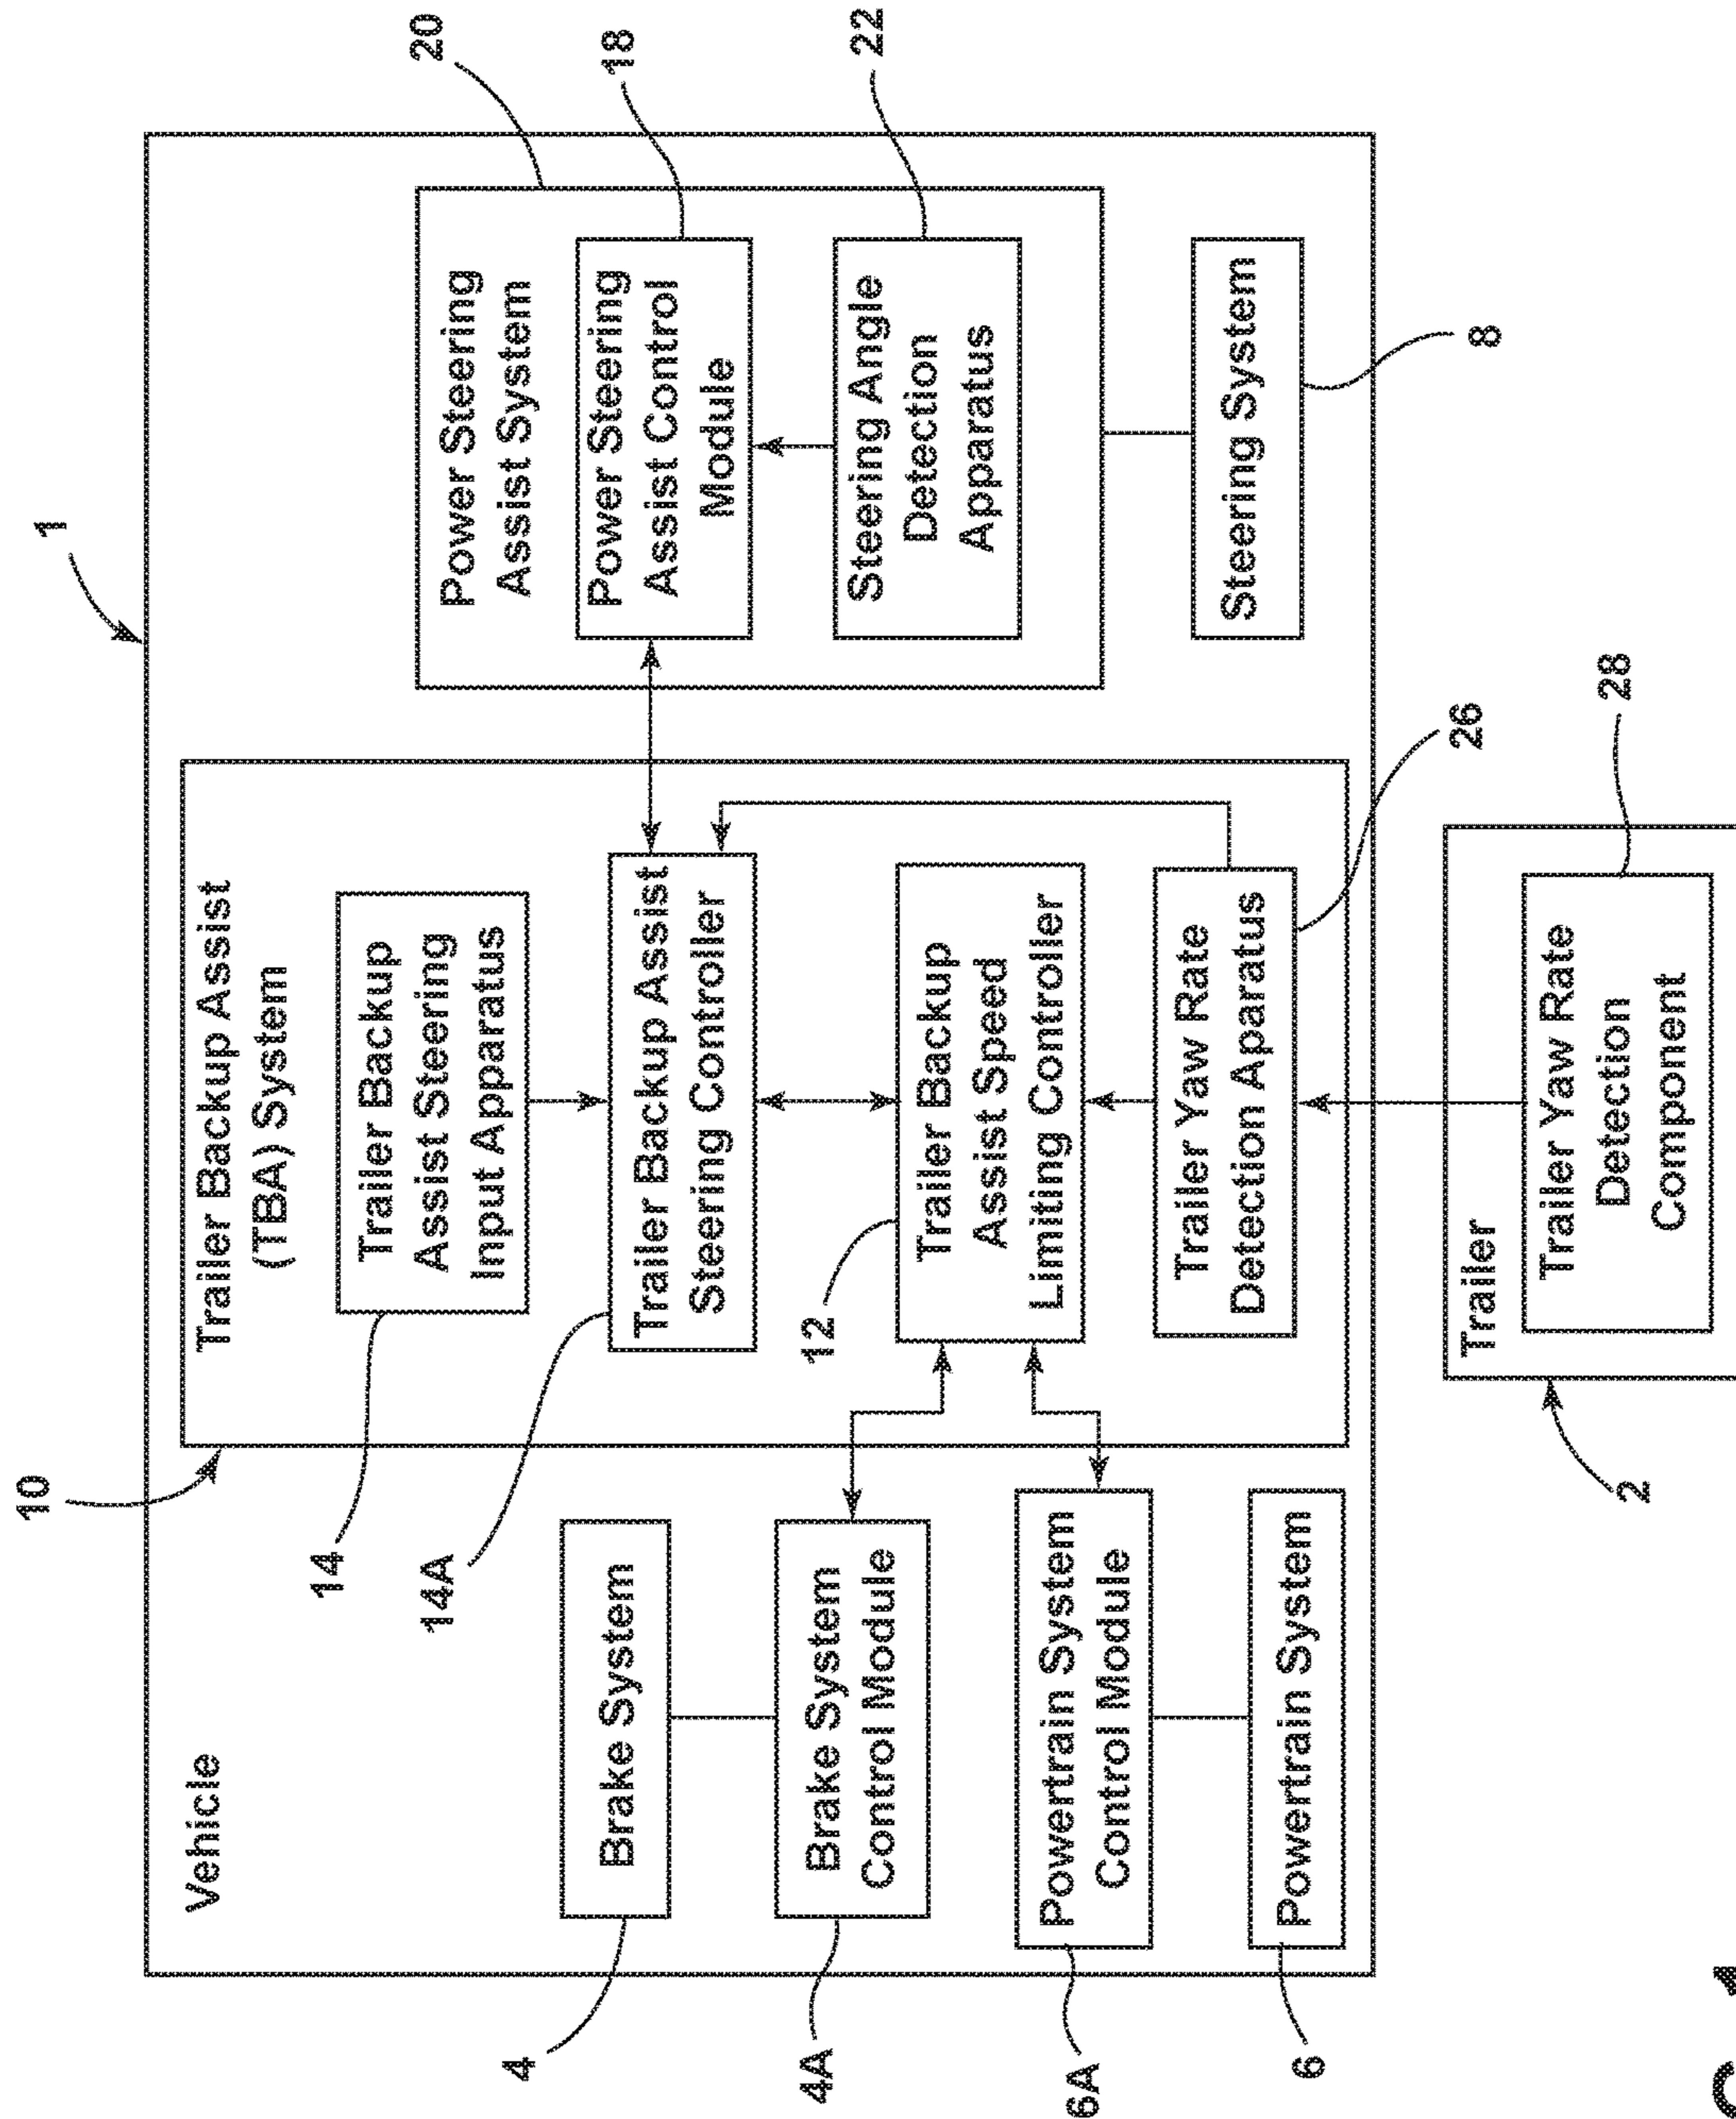 1
Vehicle
10
Trailer Backup Assist
(TBA) System
14
Trailer Backup
Assist Steering
Input Apparatus
14A
Trailer Backup Assist
Steering Controller
12
Trailer Backup
Assist Speed
Limiting Controller
Trailer Yaw Rate
Detection Aparatus
26
4
Brake System
4A
Brake System
Control Module
6A
Powertrain System
Control Module
6
Powertrain System
20
Power Steering
Assist System
18
Power Steering
Assist Control
Module
22
Steering Angle
Detection
Apparatus
Steering System
8
2
Trailer
Trailer Yaw Rate
Detection
Component
28